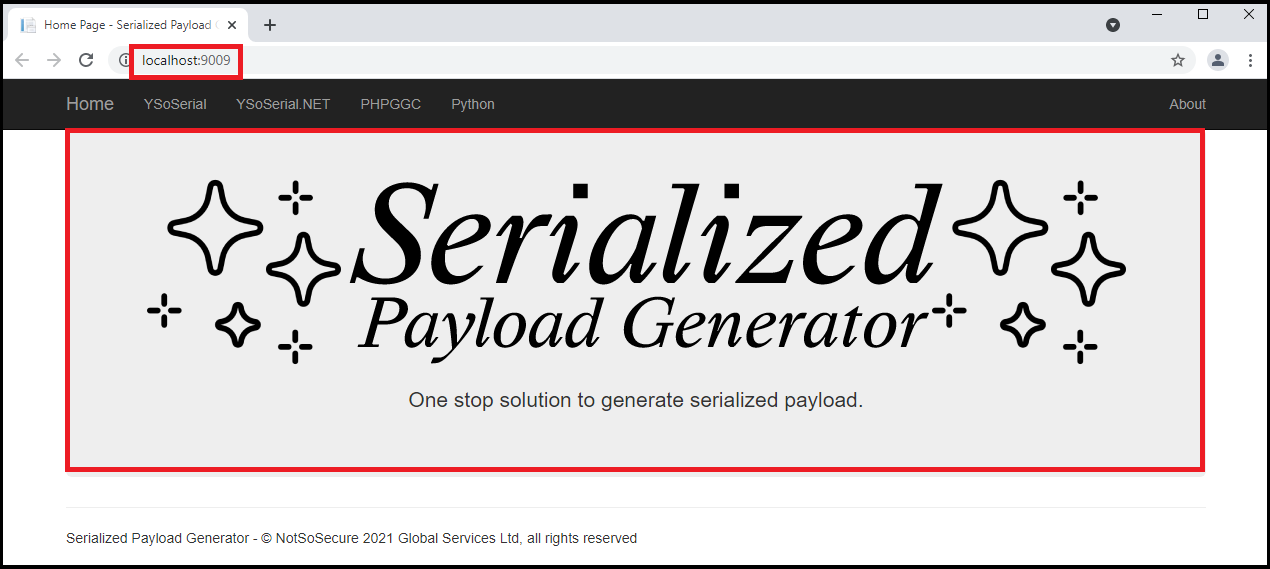 Home Page - Serialized Payload
localhost:9009
Home YSoSerial YSoSerial.NET PHPGGC Python About
Serialized
Payload Generator
One stop solution to generate serialized payload.
Serialized Payload Generator - © NotSoSecure 2021 Global Services Ltd, all rights reserved